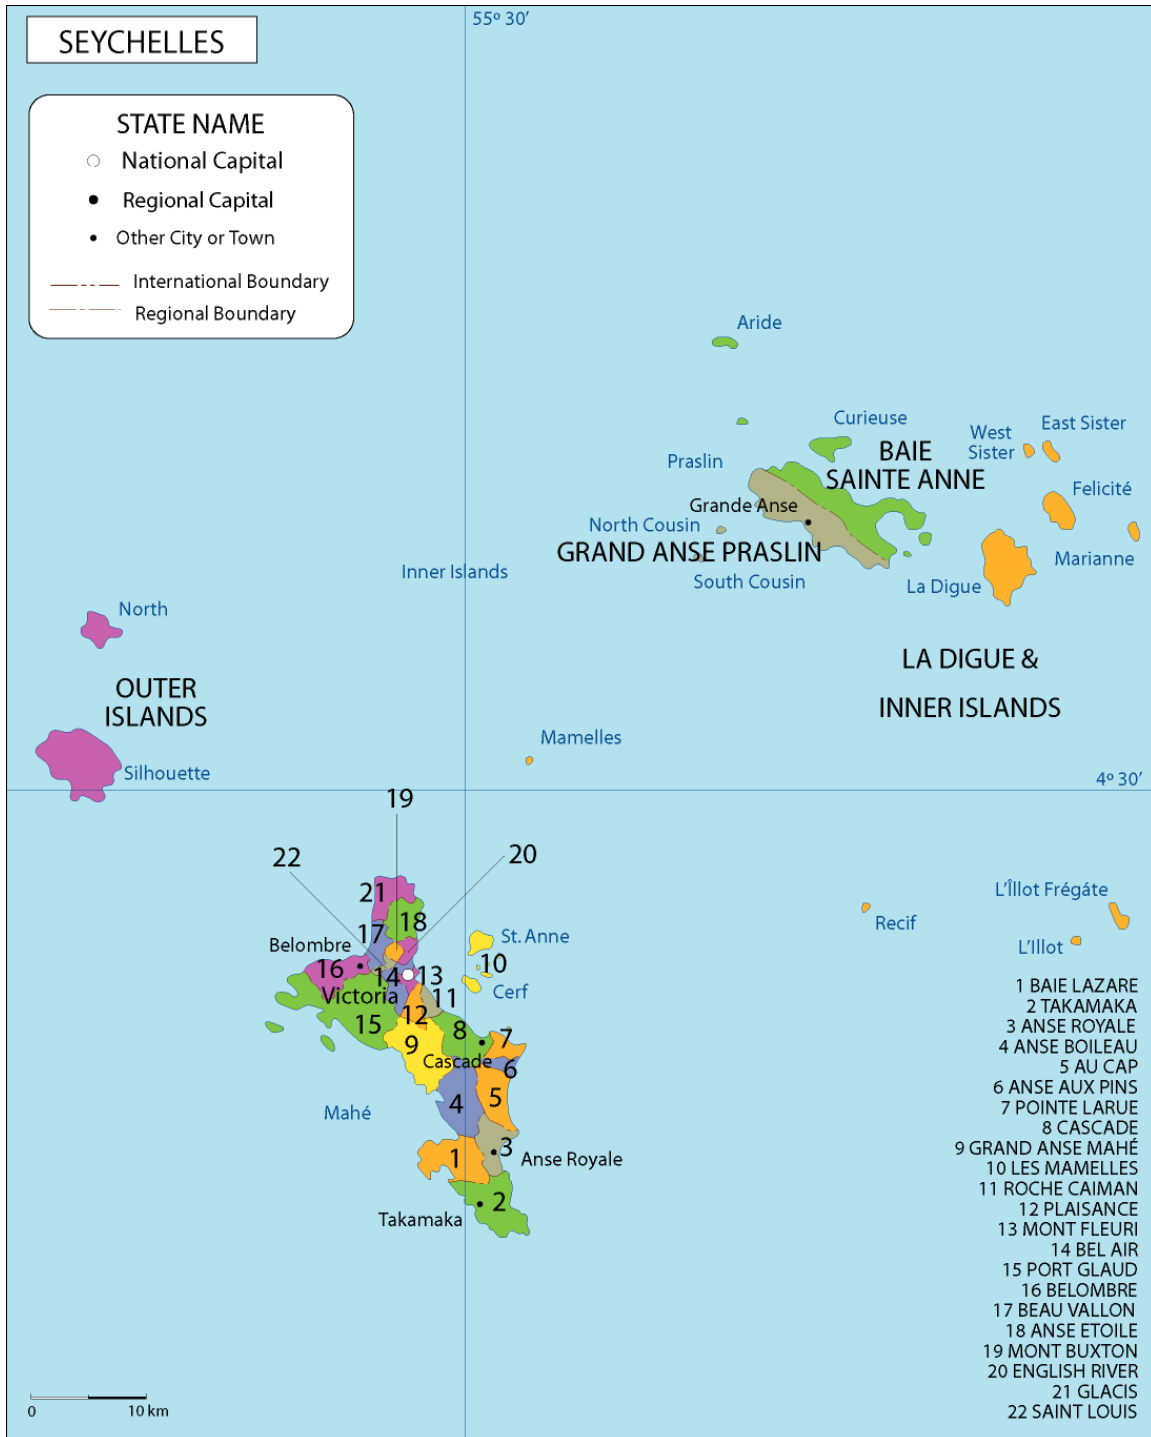 55º 30′
SEYCHELLES
STATE NAME
National Capital
Regional Capital
Other City or Town
International Boundary
Regional Boundary
Aride
Curieuse
East Sister
West
Sister
BAIE
SAINTE ANNE
Praslin
Felicité
Grande Anse
North Cousin
GRAND ANSE PRASLIN
Marianne
Inner Islands
South Cousin
La Digue
North
LA DIGUE &
INNER ISLANDS
OUTER
ISLANDS
Mamelles
Silhouette
4º 30′
19
22
20
21
18
17
L'Îllot Frégáte
Recif
L'Illot
St. Anne
Belombre
16
14
13
10
Cerf
Victoria
11
12
15
8
9
7
Cascade
6
5
4
Mahé
3
1
Anse Royale
2
Takamaka
1 BAIE LAZARE
2 TAKAMAKA
3 ANSE ROYALE
4 ANSE BOILEAU
5 AU CAP
6 ANSE AUX PINS
7 POINTE LARUE
8 CASCADE
9 GRAND ANSE MAHÉ
10 LES MAMELLES
11 ROCHE CAIMAN
12 PLAISANCE
13 MONT FLEURI
14 BEL AIR
15 PORT GLAUD
16 BELOMBRE
17 BEAU VALLON
18 ANSE ETOILE
19 MONT BUXTON
20 ENGLISH RIVER
21 GLACIS
22 SAINT LOUIS
0 10 km